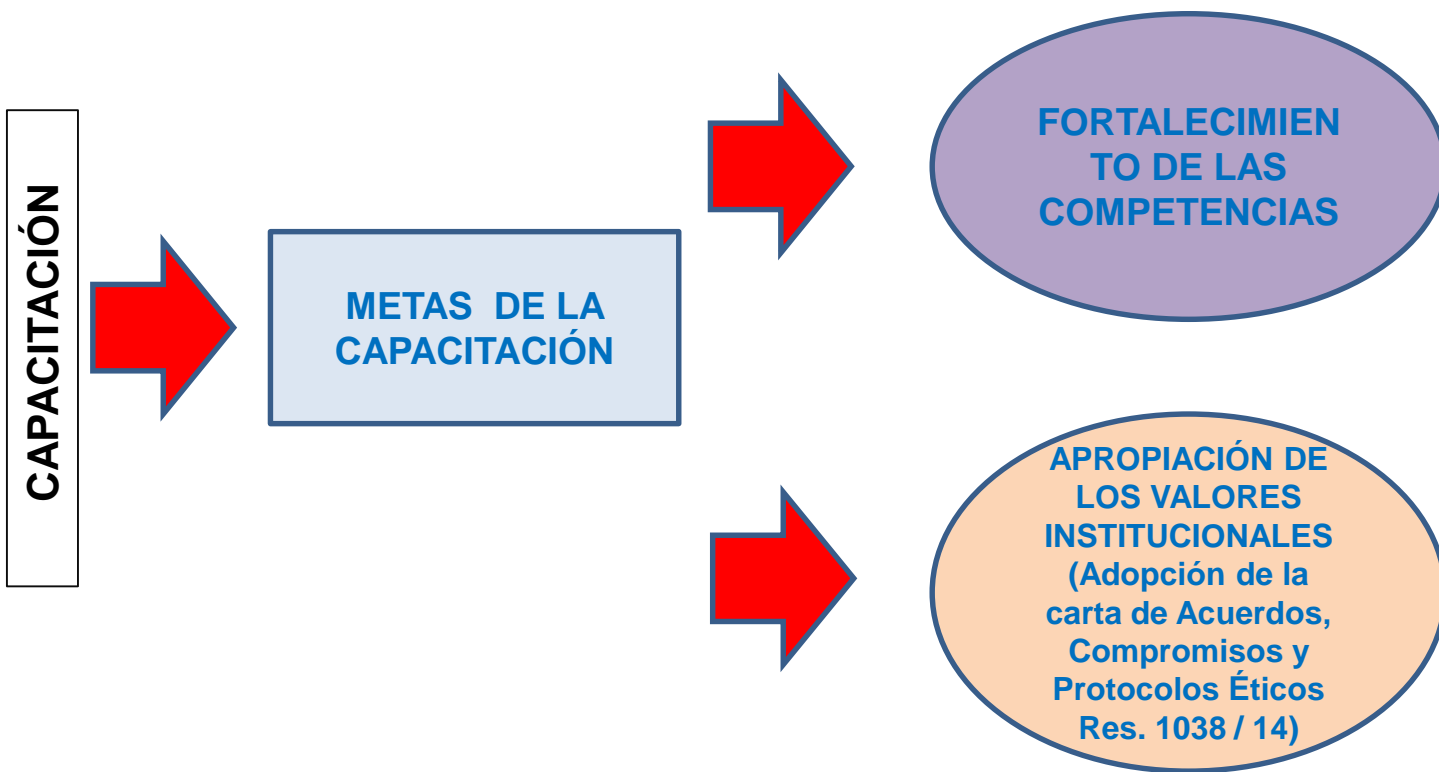 CAPACITACIÓN
METAS DE LA
CAPACITACIÓN
FORTALECIMIEN
TO DE LAS
COMPETENCIAS
APROPIACIÓN DE
LOS VALORES
INSTITUCIONALES
(Adopción de la
carta de Acuerdos,
Compromisos y
Protocolos Éticos
Res. 1038 / 14)